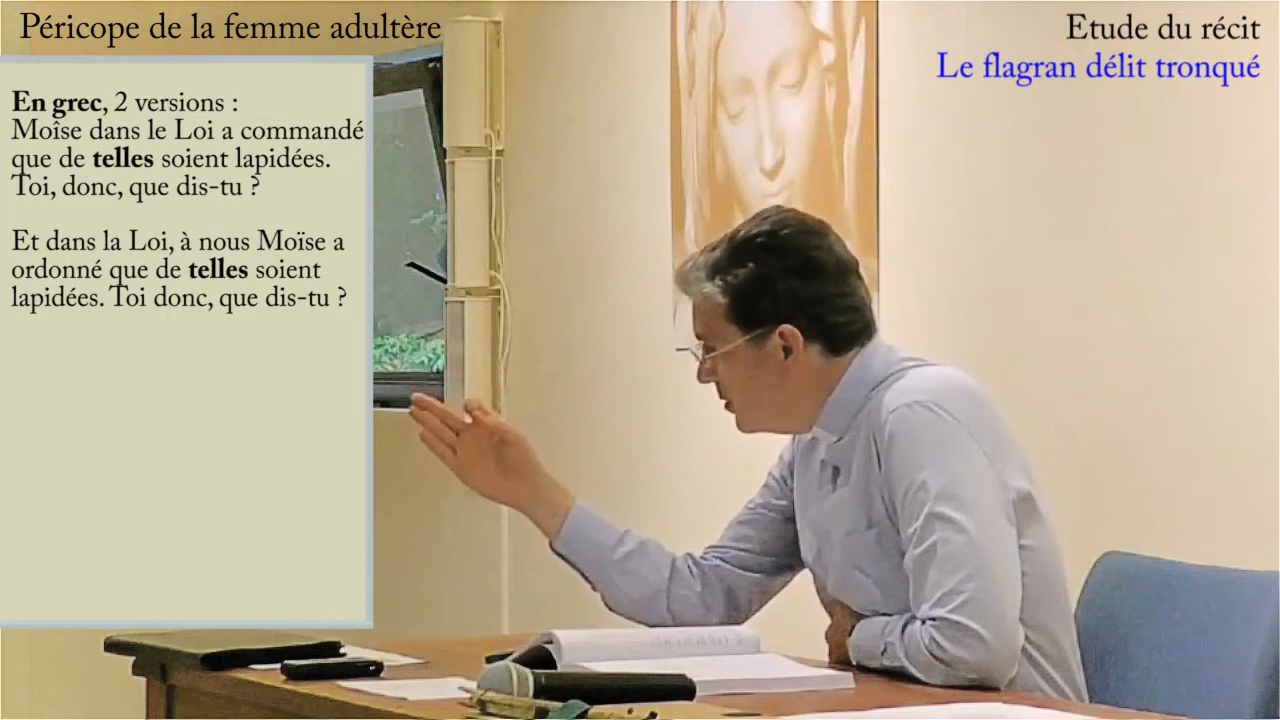 Péricope de la femme adultère
Etude du récit
Le flagran délit tronqué
En grec, 2 versions :
Moîse dans le Loi a commandé
que de telles soient lapidées.
Toi, donc, que dis-tu ?
Et dans la Loi, à nous Moïse a
ordonné que de telles soient
lapidées. Toi donc, que dis-tu ?